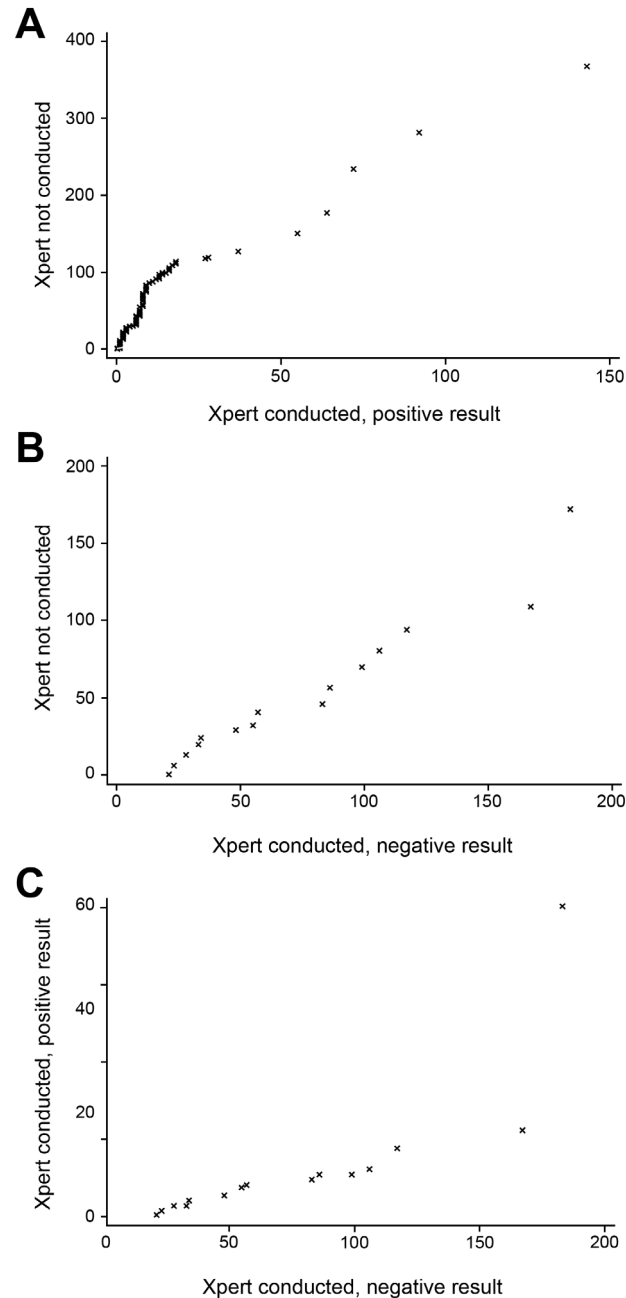 A
400
300
200
100
0
Xpert not conducted
0 50 100 150
Xpert conducted, positive result
B
200
150
100
50
0
Xpert not conducted
0 50 100 150 200
Xpert conducted, negative result
C
60
40
20
0
Xpert conducted, positive result
0 50 100 150 200
Xpert conducted, negative result